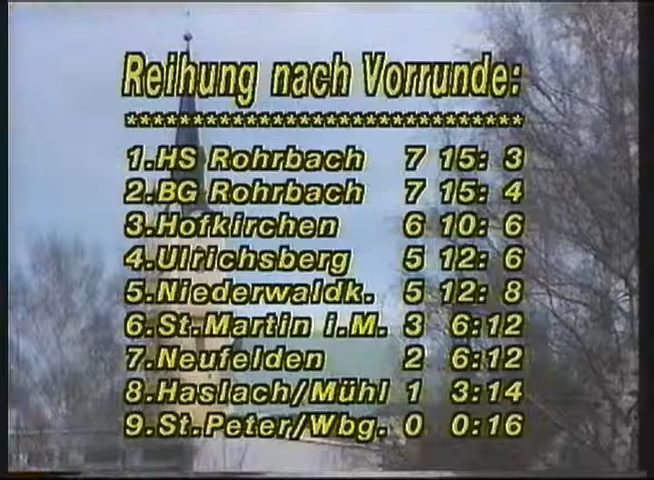 Reihung nach Vorrunde:
*******************************
1.HS Rohrbach 7 15: 3
2.BG Rohrbach 7 15: 4
3.Hofkirchen 6 10: 6
4.Ulrichsberg 5 12: 6
5.Niederwaldk. 5 12: 8
6.St.Martin i.M. 3 6:12
7.Neufelden 2 6:12
8.Haslach/Mühl 1 3:14
9.St.Peter/Wbg. 0 0:16